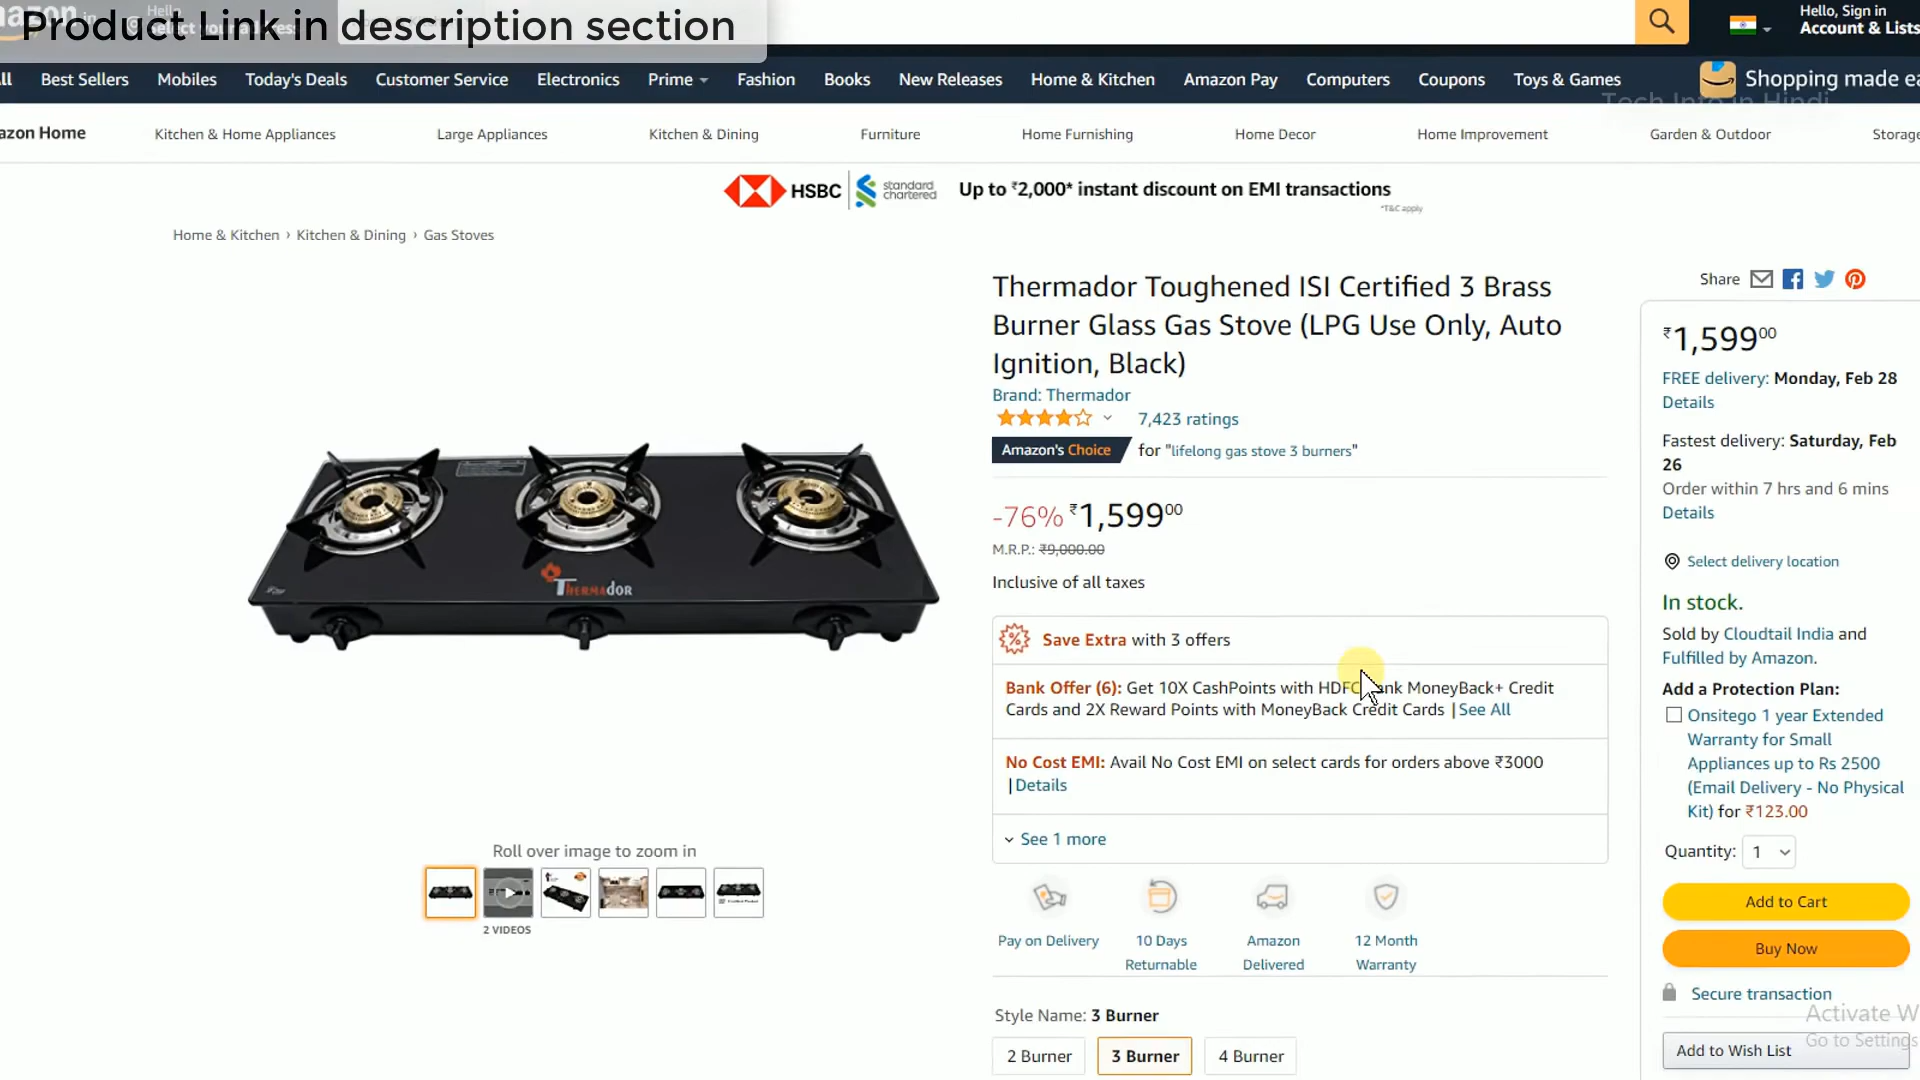 Product Link in description section
Hello, Sign in
Account & Lists
Best Sellers
Mobiles
Today's Deals
Customer Service
Electronics
Prime
Fashion
Books
New Releases
Home & Kitchen
Amazon Pay
Computers
Coupons
Toys & Games
Shopping made ea
Tech Info in Hindi
azon Home
Kitchen & Home Appliances
Large Appliances
Kitchen & Dining
Furniture
Home Furnishing
Home Decor
Home Improvement
Garden & Outdoor
Storage
HSBC
standard
chartered
Up to ₹2,000* instant discount on EMI transactions
*T&C apply
Home & Kitchen › Kitchen & Dining › Gas Stoves
Thermador Toughened ISI Certified 3 Brass
Burner Glass Gas Stove (LPG Use Only, Auto
Ignition, Black)
Brand: Thermador
7,423 ratings
Amazon's Choice for "lifelong gas stove 3 burners"
-76% ₹1,599⁰⁰
M.R.P.: ₹9,000.00
Inclusive of all taxes
Save Extra with 3 offers
Bank Offer (6): Get 10X CashPoints with HDFC Bank MoneyBack+ Credit
Cards and 2X Reward Points with MoneyBack Credit Cards | See All
No Cost EMI: Avail No Cost EMI on select cards for orders above ₹3000
| Details
See 1 more
Pay on Delivery
10 Days
Returnable
Amazon
Delivered
12 Month
Warranty
Style Name: 3 Burner
2 Burner
3 Burner
4 Burner
THERMADOR
Roll over image to zoom in
2 VIDEOS
Share
₹1,599⁰⁰
FREE delivery: Monday, Feb 28
Details
Fastest delivery: Saturday, Feb
26
Order within 7 hrs and 6 mins
Details
Select delivery location
In stock.
Sold by Cloudtail India and
Fulfilled by Amazon.
Add a Protection Plan:
Onsitego 1 year Extended
Warranty for Small
Appliances up to Rs 2500
(Email Delivery - No Physical
Kit) for ₹123.00
Quantity: 1
Add to Cart
Buy Now
Secure transaction
Activate W
Go to Settings
Add to Wish List